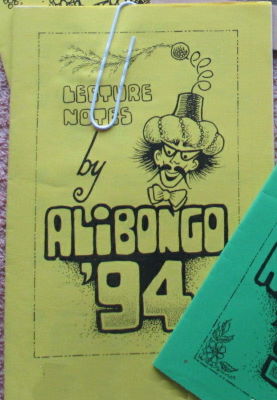 LECTURE
NOTES
by
ALIBONGO
'94